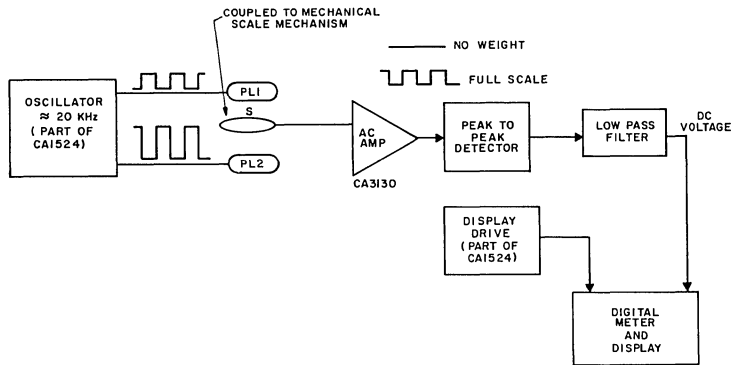 COUPLED TO MECHANICAL
SCALE MECHANISM
NO WEIGHT
FULL SCALE
OSCILLATOR
≈ 20 KHz
( PART OF
CA1524)
PL1
S
PL2
AC
AMP
CA3130
PEAK TO
PEAK
DETECTOR
LOW PASS
FILTER
DC
VOLTAGE
DISPLAY
DRIVE
( PART OF
CA1524)
DIGITAL
METER
AND
DISPLAY